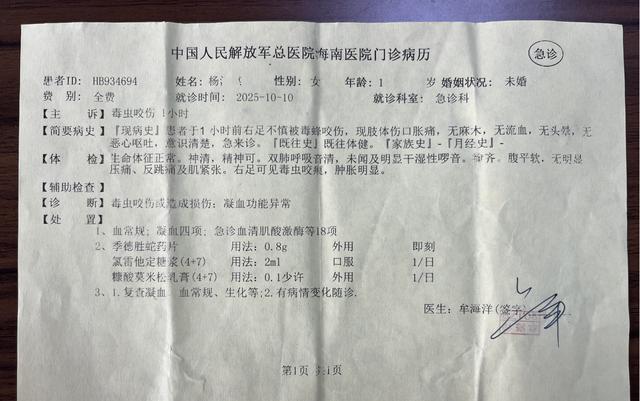 中国人民解放军总医院海南医院门诊病历
急诊
患者ID: HB934694 姓名: 杨 性别: 女 年龄: 1 岁 婚姻状况: 未婚
费 别: 全费 就诊时间: 2025-10-10 就诊科室: 急诊科
【主 诉】毒虫咬伤 1小时
【简要病史】『现病史』患者于1小时前右足不慎被毒蜂咬伤，现肢体伤口胀痛，无麻木，无流血，无头晕，无
恶心呕吐，意识清楚，急来诊。『既往史』既往体健。『家族史』-『月经史』-
【体 检】生命体征正常。神清，精神可。双肺呼吸音清，未闻及明显干湿性啰音。律齐。腹平软，无明显
压痛、反跳痛及肌紧张。右足可见毒虫咬痕，肿胀明显。
【辅助检查】
【诊 断】毒虫咬伤或造成损伤; 凝血功能异常
【处 置】
1、血常规; 凝血四项; 急诊血清肌酸激酶等18项
2、季德胜蛇药片 用法: 0.8g 外用 即刻
氯雷他定糖浆(4+7) 用法: 2ml 口服 1/日
糠酸莫米松乳膏(4+7) 用法: 0.1少许 外用 1/日
3、1.复查凝血、血常规、生化等;2.有病情变化随诊.
医生: 牟海洋(签字)
第1页 共1页